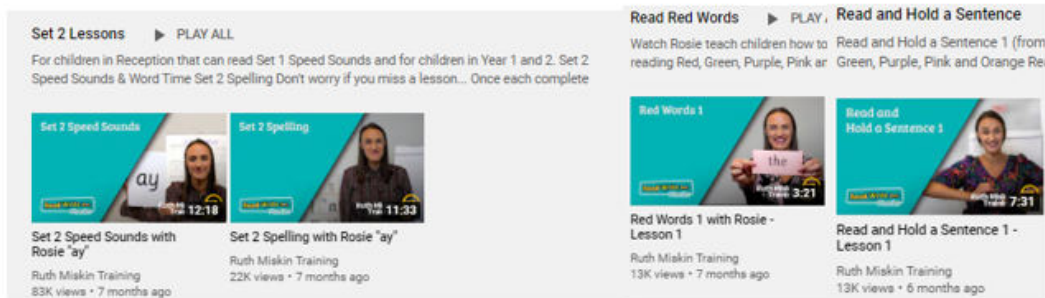 Set 2 Lessons ▶ PLAY ALL
For children in Reception that can read Set 1 Speed Sounds and for children in Year 1 and 2. Set 2
Speed Sounds & Word Time Set 2 Spelling Don't worry if you miss a lesson... Once each complete
Set 2 Speed Sounds
ay
12:18
Set 2 Speed Sounds with
Rosie "ay"
Ruth Miskin Training
83K views • 7 months ago
Set 2 Spelling
11:33
Set 2 Spelling with Rosie "ay"
Ruth Miskin Training
22K views • 7 months ago
Read Red Words ▶ PLAY
Watch Rosie teach children how to
reading Red, Green, Purple, Pink
Red Words 1
the
3:21
Red Words 1 with Rosie -
Lesson 1
Ruth Miskin Training
13K views • 7 months ago
Read and Hold a Sentence
Read and Hold a Sentence 1 (from
Green, Purple, Pink and Orange
Read and
Hold a Sentence 1
7:31
Read and Hold a Sentence 1 -
Lesson 1
Ruth Miskin Training
13K views • 6 months ago